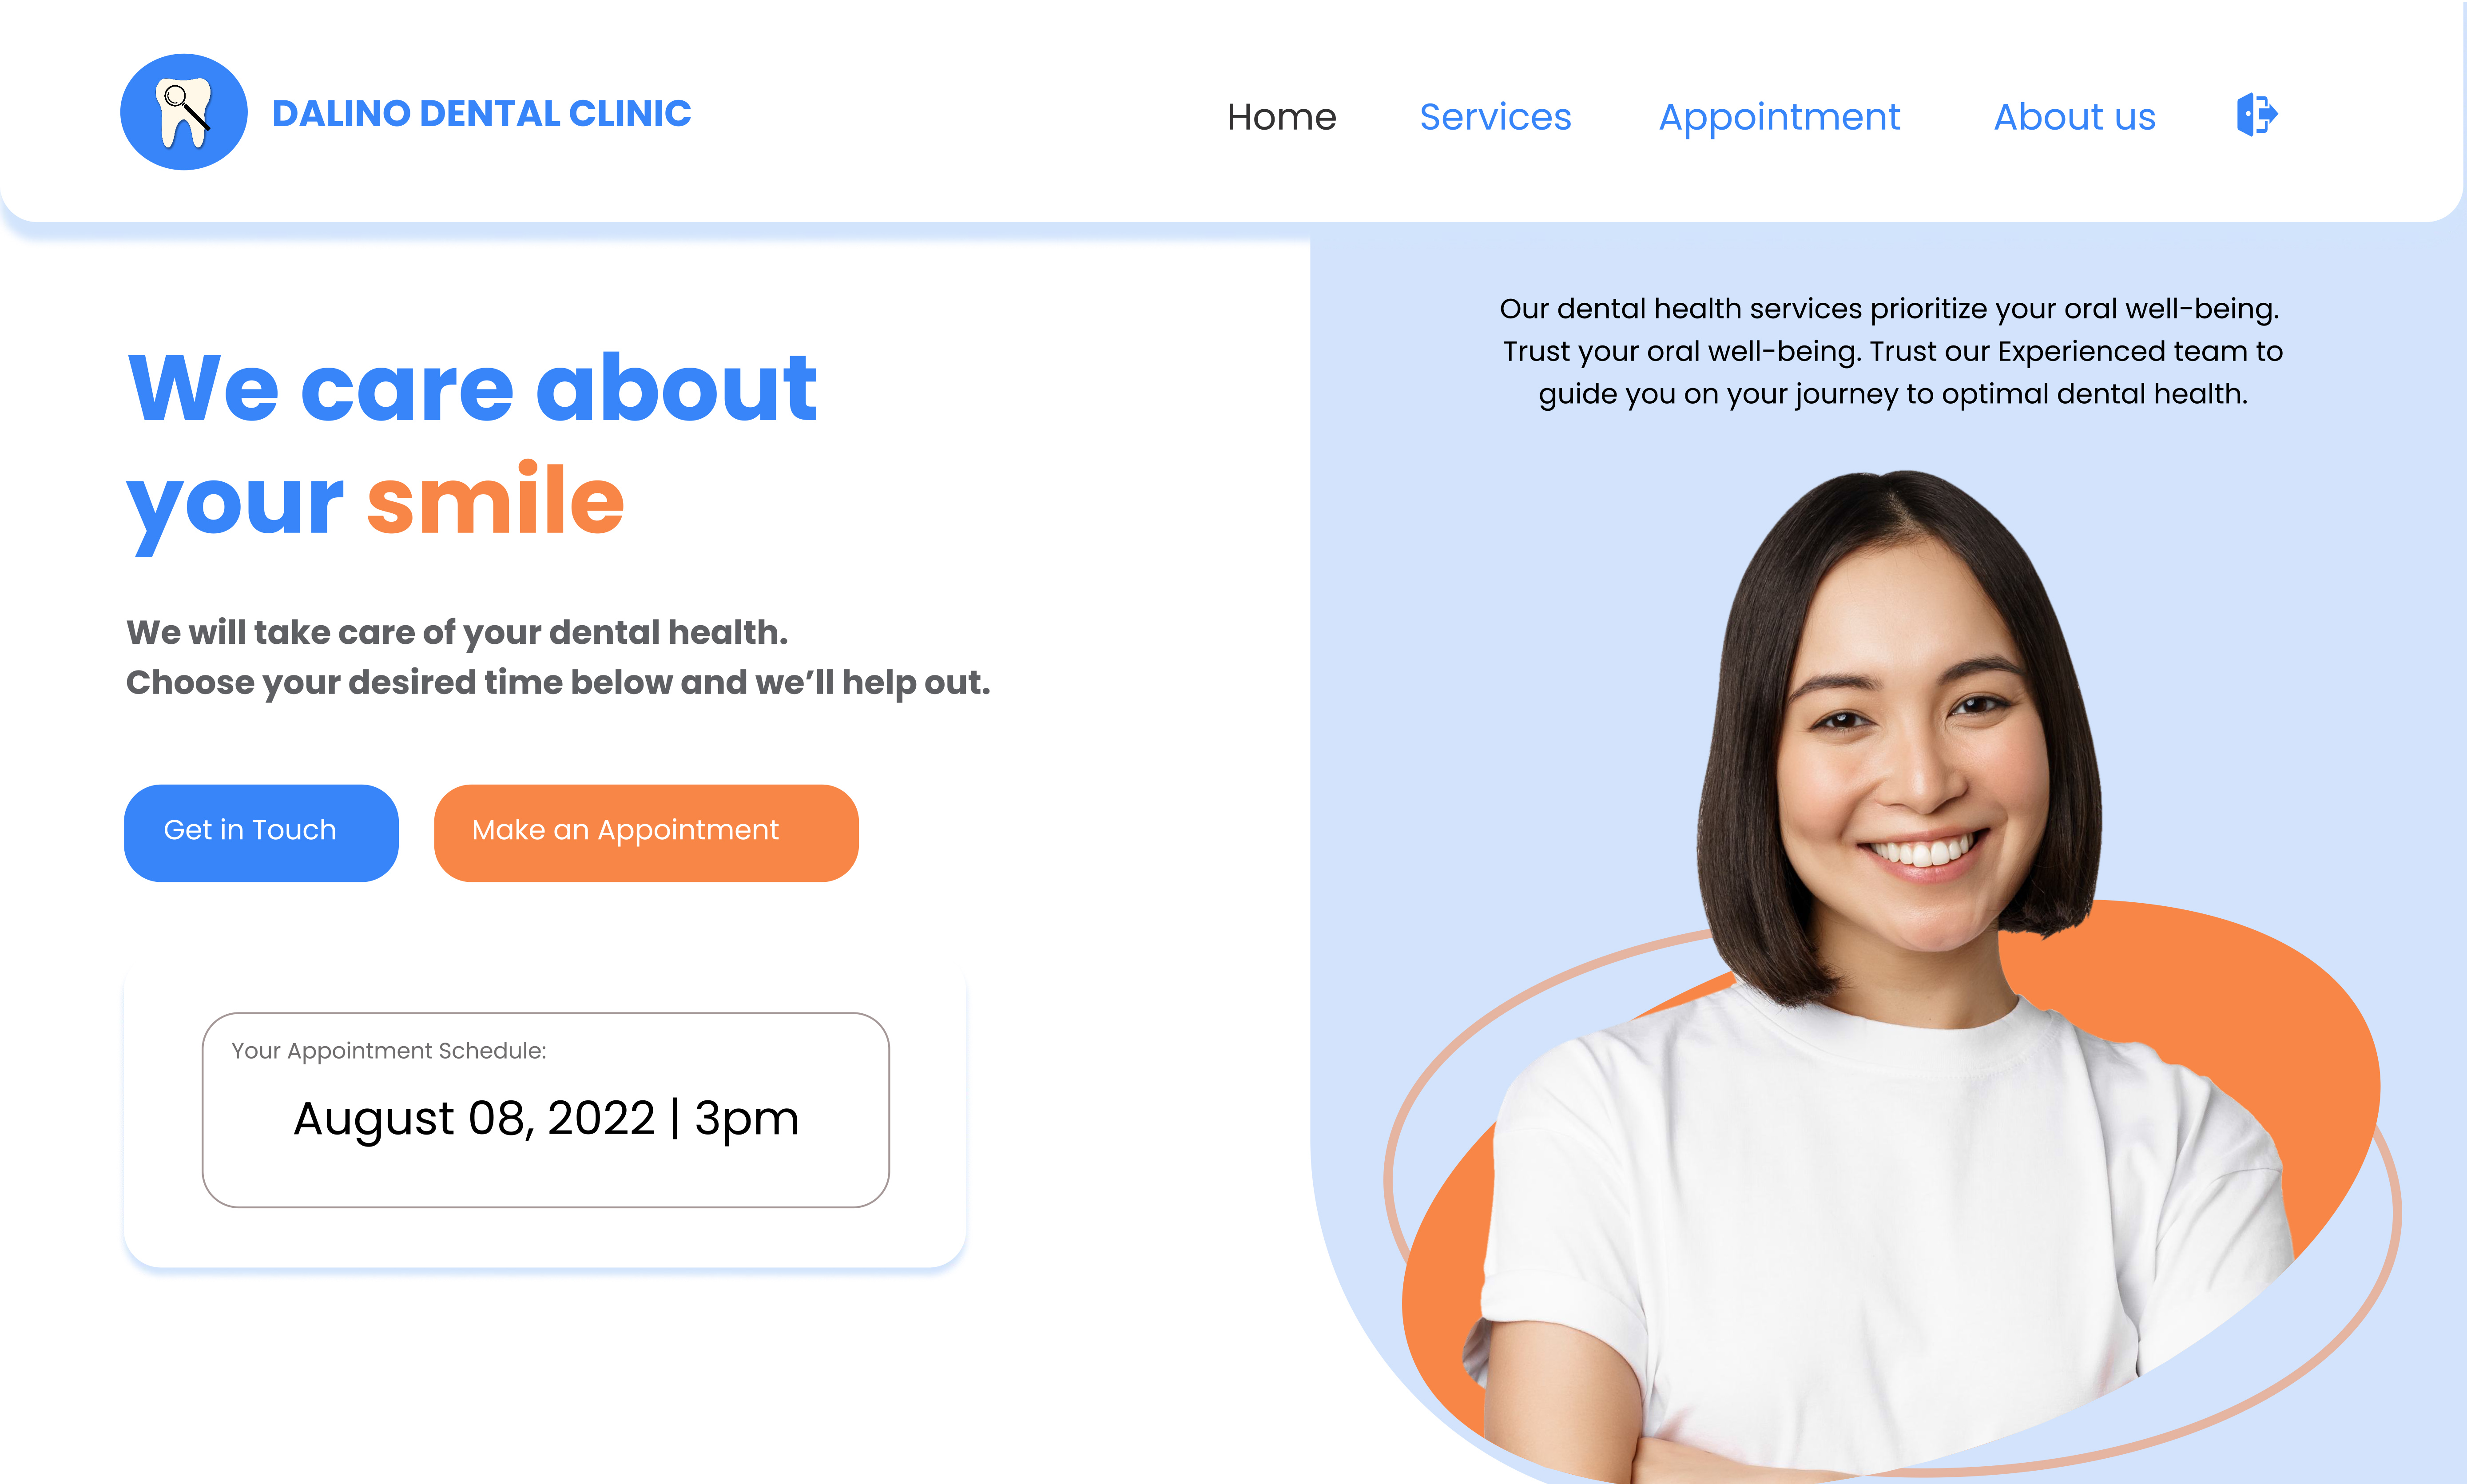 DALINO DENTAL CLINIC
Home
Services
Appointment
About us
We care about
your smile
We will take care of your dental health.
Choose your desired time below and we’ll help out.
Get in Touch
Make an Appointment
Your Appointment Schedule:
August 08, 2022 | 3pm
Our dental health services prioritize your oral well-being.
Trust your oral well-being. Trust our Experienced team to
guide you on your journey to optimal dental health.